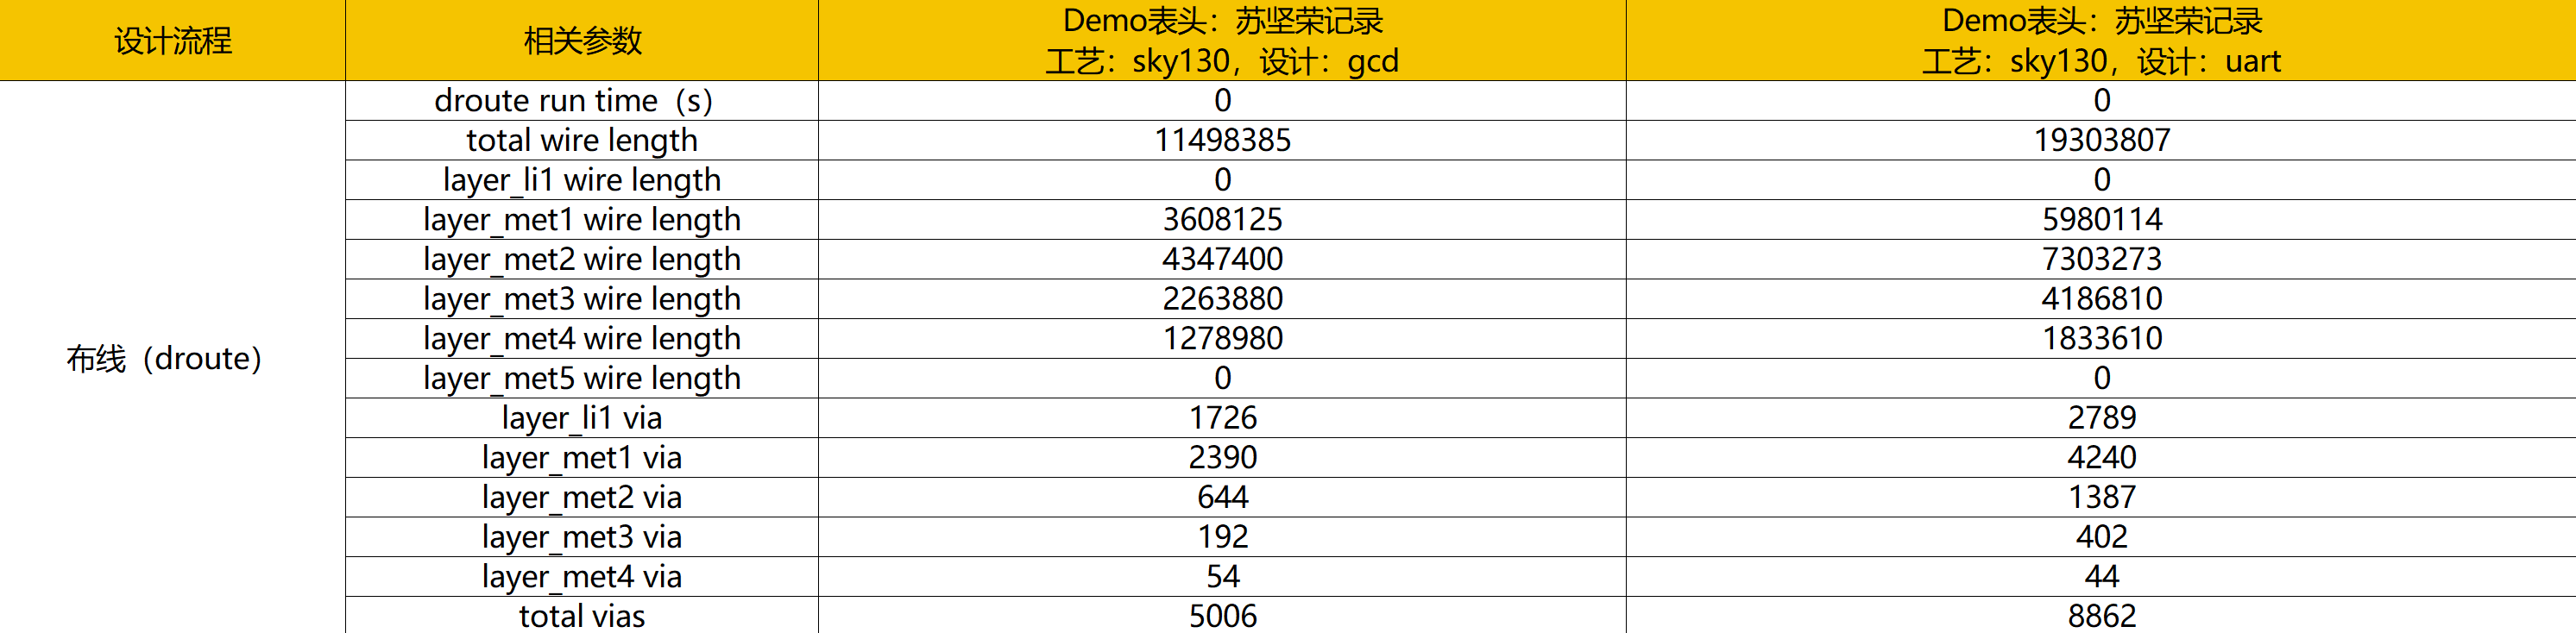 设计流程
相关参数
Demo表头：苏坚荣记录
工艺：sky130，设计：gcd
Demo表头：苏坚荣记录
工艺：sky130，设计：uart
布线（droute）
droute run time（s） 0 0
total wire length 11498385 19303807
layer_li1 wire length 0 0
layer_met1 wire length 3608125 5980114
layer_met2 wire length 4347400 7303273
layer_met3 wire length 2263880 4186810
layer_met4 wire length 1278980 1833610
layer_met5 wire length 0 0
layer_li1 via 1726 2789
layer_met1 via 2390 4240
layer_met2 via 644 1387
layer_met3 via 192 402
layer_met4 via 54 44
total vias 5006 8862